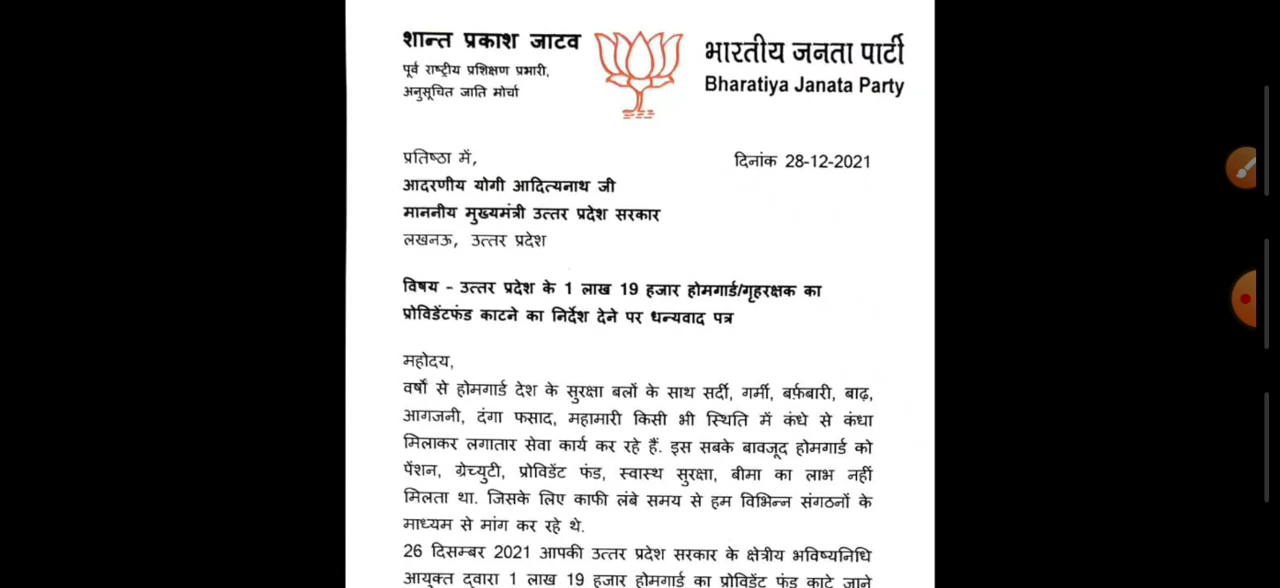 शान्त प्रकाश जाटव
पूर्व राष्ट्रीय प्रशिक्षण प्रभारी,
अनुसूचित जाति मोर्चा
भारतीय जनता पार्टी
Bharatiya Janata Party
प्रतिष्ठा में,
दिनांक 28-12-2021
आदरणीय योगी आदित्यनाथ जी
माननीय मुख्यमंत्री उत्तर प्रदेश सरकार
लखनऊ, उत्तर प्रदेश
विषय - उत्तर प्रदेश के 1 लाख 19 हजार होमगार्ड/गृहरक्षक का
प्रोविडेंटफंड काटने का निर्देश देने पर धन्यवाद पत्र
महोदय,
वर्षों से होमगार्ड देश के सुरक्षा बलों के साथ सर्दी, गर्मी, बर्फ़बारी, बाढ़,
आगजनी, दंगा फसाद, महामारी किसी भी स्थिति में कंधे से कंधा
मिलाकर लगातार सेवा कार्य कर रहे हैं. इस सबके बावजूद होमगार्ड को
पेंशन, ग्रेच्युटी, प्रोविडेंट फंड, स्वास्थ सुरक्षा, बीमा का लाभ नहीं
मिलता था. जिसके लिए काफी लंबे समय से हम विभिन्न संगठनों के
माध्यम से मांग कर रहे थे.
26 दिसम्बर 2021 आपकी उत्तर प्रदेश सरकार के क्षेत्रीय भविष्यनिधि
आयुक्त द्वारा 1 लाख 19 हजार होमगार्ड का प्रोविडेंट फंड काटे जाने